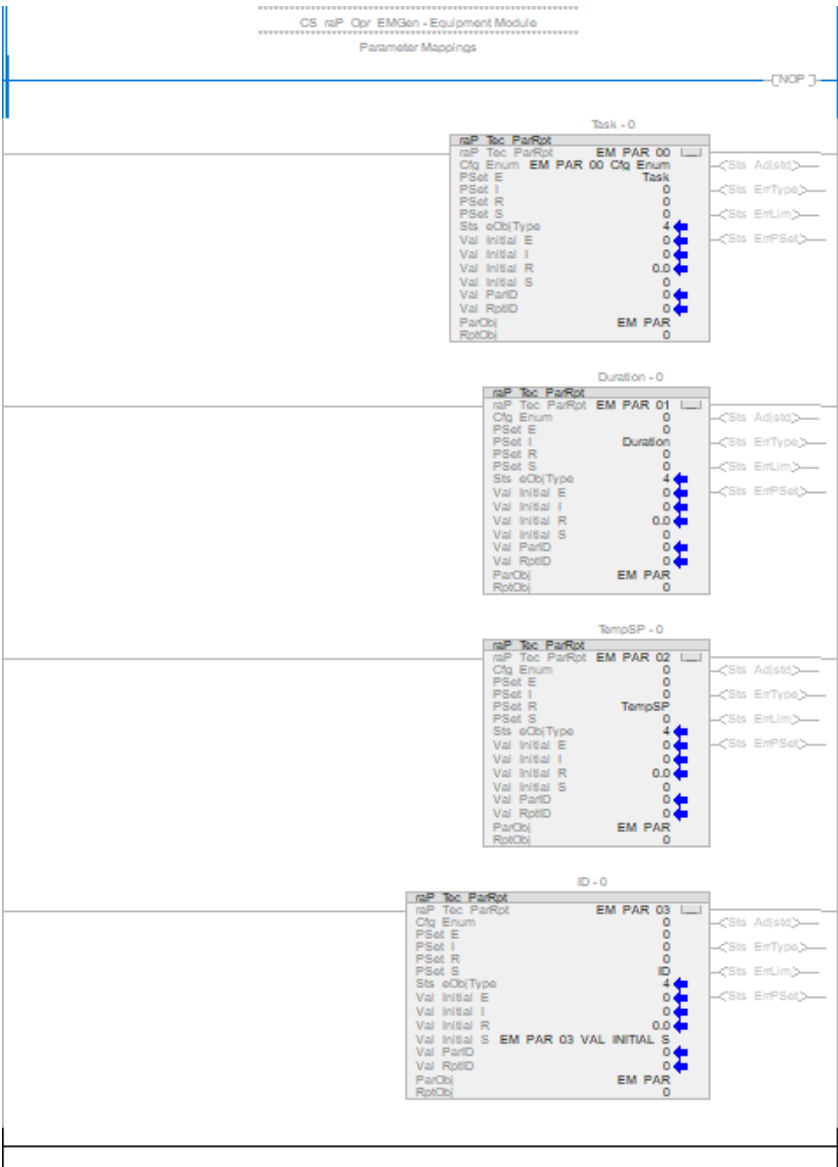 **********************************************************
CS raP Opr EMGen - Equipment Module
**********************************************************
Parameter Mappings
NOP
Task - 0
raP Tec ParRpt
raP Tec ParRpt EM PAR 00 ...
Cfg Enum EM PAR 00 Cfg Enum
PSet E Task
PSet I 0
PSet R 0
PSet S 0
Sts eObjType 4
Val Initial E 0
Val Initial I 0
Val Initial R 0.0
Val Initial S 0
Val ParID 0
Val RptID 0
ParObj EM PAR
RptObj 0
Sts Adjstd
Sts ErrType
Sts ErrLim
Sts ErrPSet
Duration - 0
raP Tec ParRpt
raP Tec ParRpt EM PAR 01 ...
Cfg Enum 0
PSet E 0
PSet I Duration
PSet R 0
PSet S 0
Sts eObjType 4
Val Initial E 0
Val Initial I 0
Val Initial R 0.0
Val Initial S 0
Val ParID 0
Val RptID 0
ParObj EM PAR
RptObj 0
Sts Adjstd
Sts ErrType
Sts ErrLim
Sts ErrPSet
TempSP - 0
raP Tec ParRpt
raP Tec ParRpt EM PAR 02 ...
Cfg Enum 0
PSet E 0
PSet I 0
PSet R TempSP
PSet S 0
Sts eObjType 4
Val Initial E 0
Val Initial I 0
Val Initial R 0.0
Val Initial S 0
Val ParID 0
Val RptID 0
ParObj EM PAR
RptObj 0
Sts Adjstd
Sts ErrType
Sts ErrLim
Sts ErrPSet
ID - 0
raP Tec ParRpt
raP Tec ParRpt EM PAR 03 ...
Cfg Enum 0
PSet E 0
PSet I 0
PSet R 0
PSet S ID
Sts eObjType 4
Val Initial E 0
Val Initial I 0
Val Initial R 0.0
Val Initial S EM PAR 03 VAL INITIAL S
Val ParID 0
Val RptID 0
ParObj EM PAR
RptObj 0
Sts Adjstd
Sts ErrType
Sts ErrLim
Sts ErrPSet